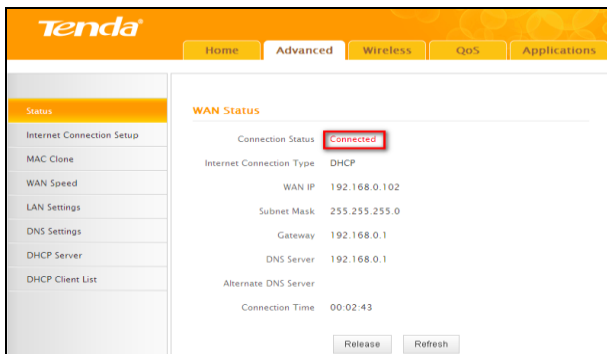 Tenda
Home Advanced Wireless QoS Applications
Status
Internet Connection Setup
MAC Clone
WAN Speed
LAN Settings
DNS Settings
DHCP Server
DHCP Client List
WAN Status
Connection Status Connected
Internet Connection Type DHCP
WAN IP 192.168.0.102
Subnet Mask 255.255.255.0
Gateway 192.168.0.1
DNS Server 192.168.0.1
Alternate DNS Server
Connection Time 00:02:43
Release Refresh